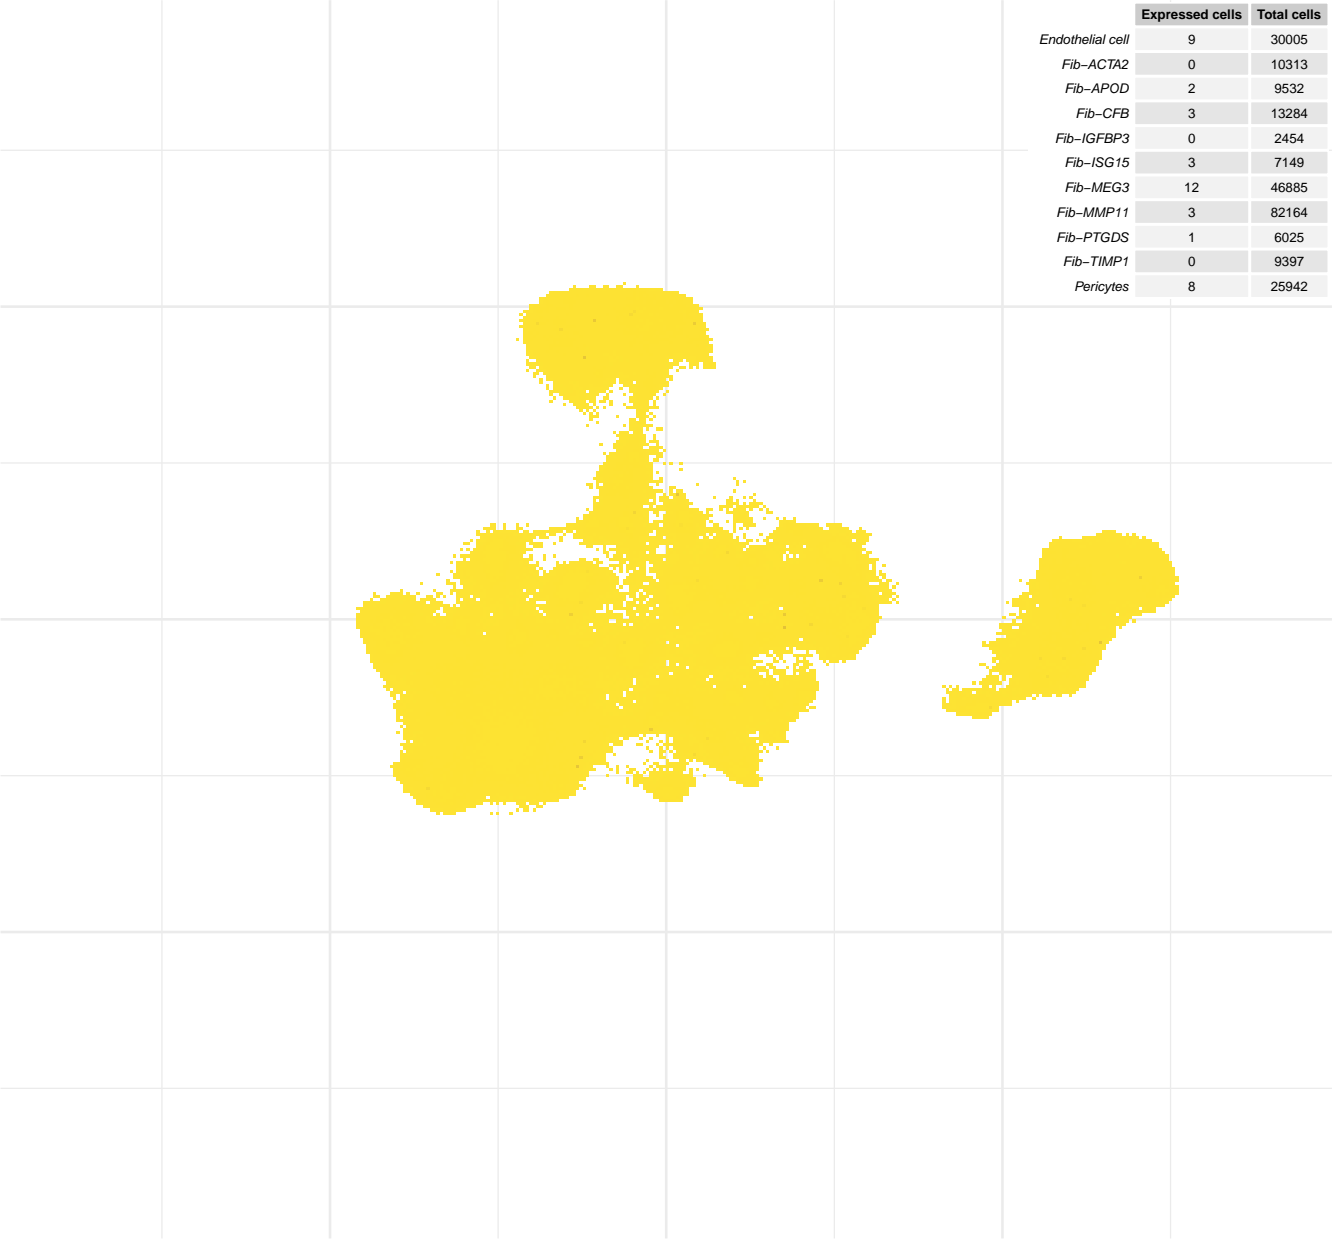 Expressed cells Total cells
Endothelial cell 9 30005
Fib−ACTA2 0 10313
Fib−APOD 2 9532
Fib−CFB 3 13284
Fib−IGFBP3 0 2454
Fib−ISG15 3 7149
Fib−MEG3 12 46885
Fib−MMP11 3 82164
Fib−PTGDS 1 6025
Fib−TIMP1 0 9397
Pericytes 8 25942